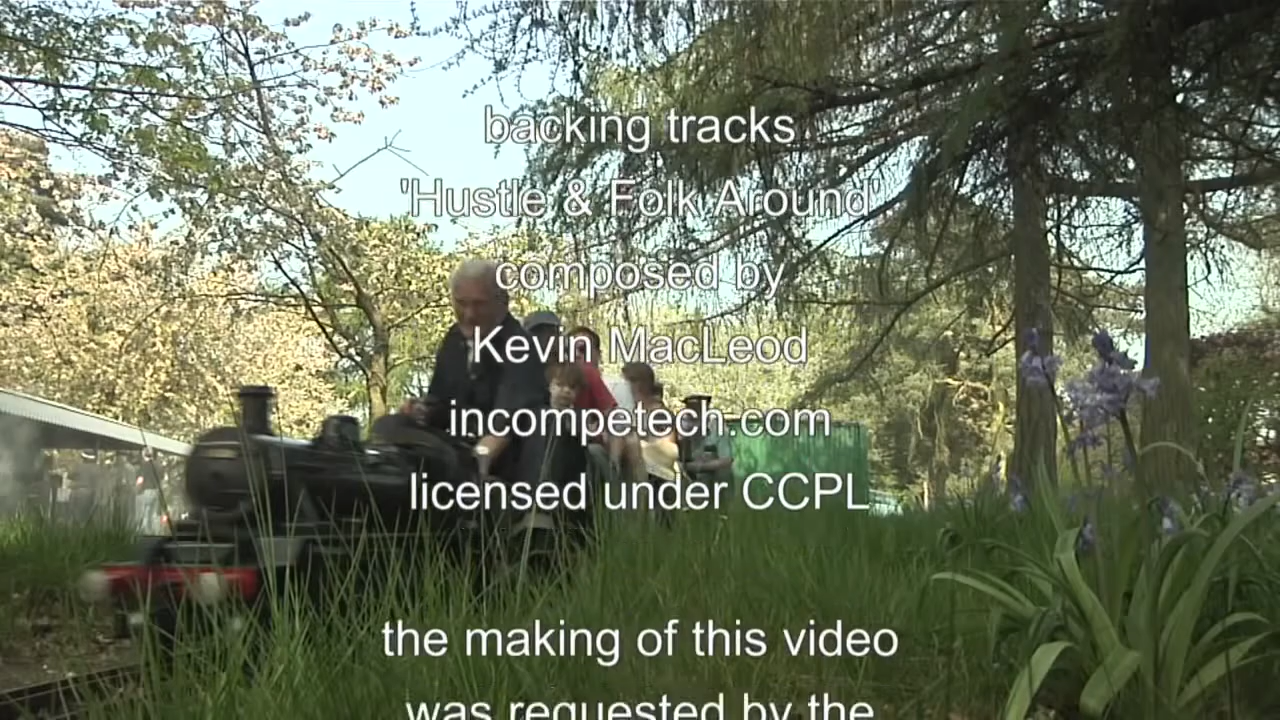 backing tracks
'Hustle & Folk Around'
composed by
Kevin MacLeod
incompetech.com
licensed under CCPL
the making of this video
was requested by the